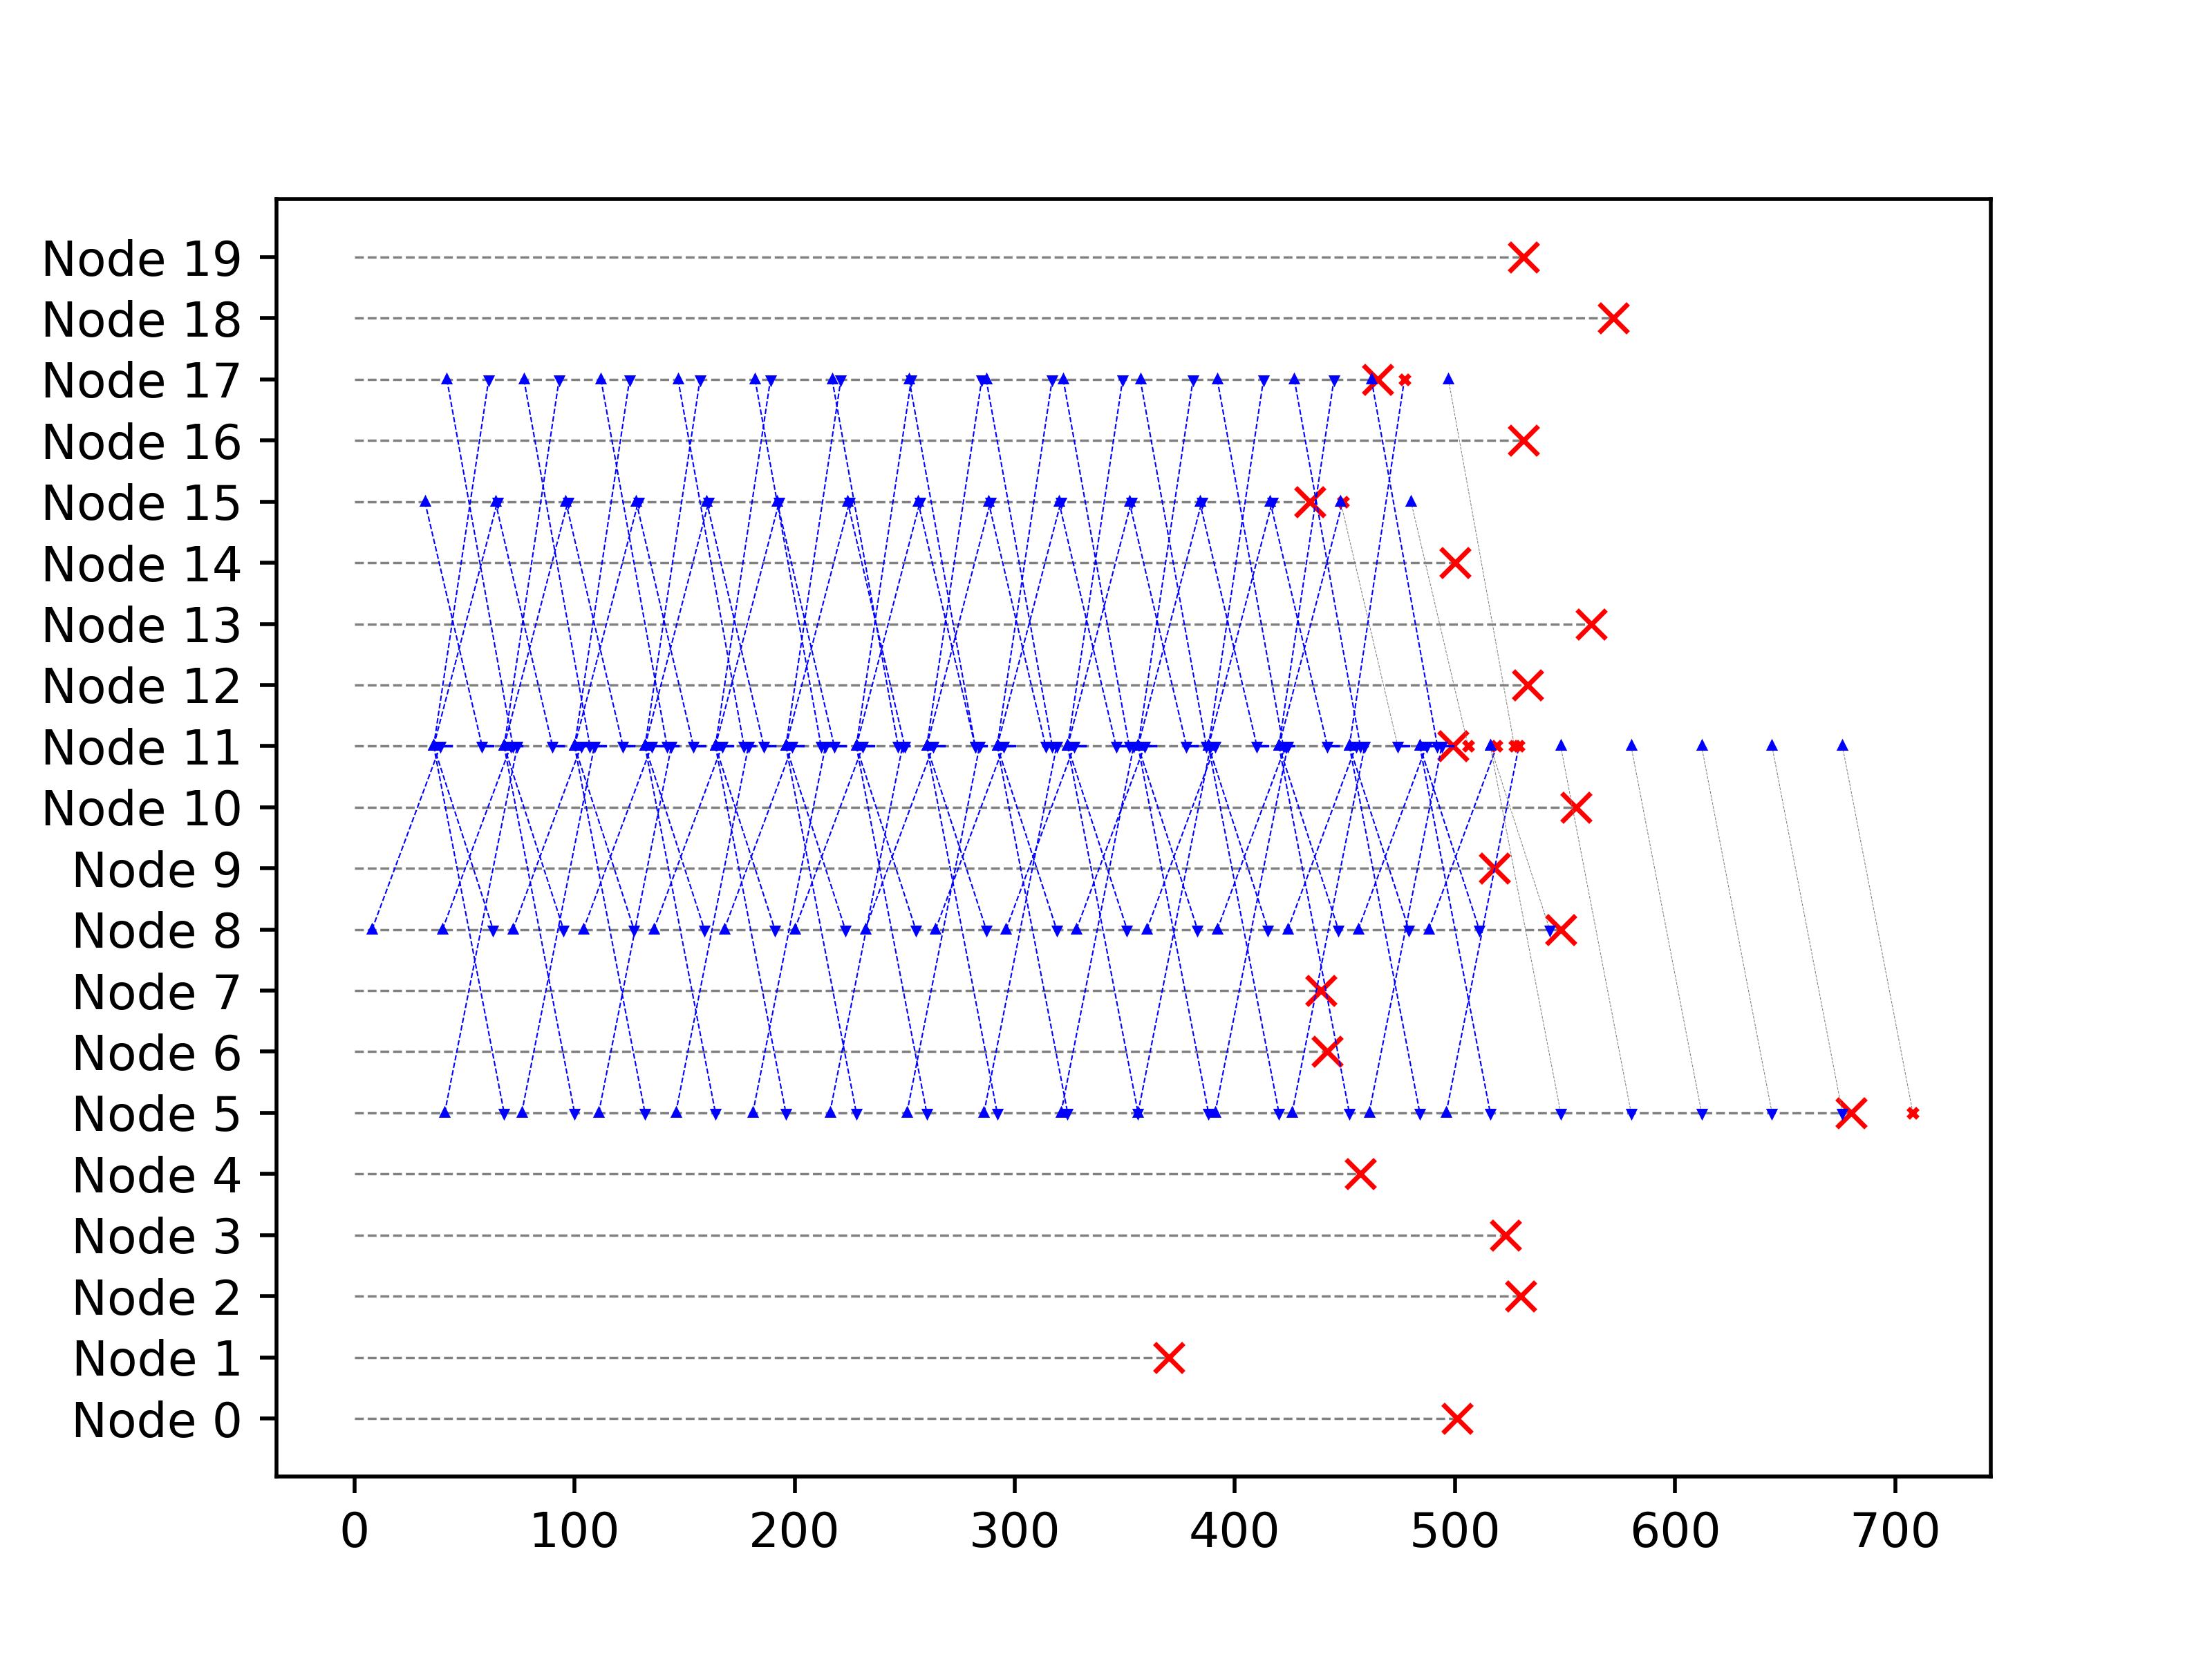 Node 19
Node 18
Node 17
Node 16
Node 15
Node 14
Node 13
Node 12
Node 11
Node 10
Node 9
Node 8
Node 7
Node 6
Node 5
Node 4
Node 3
Node 2
Node 1
Node 0
0 100 200 300 400 500 600 700